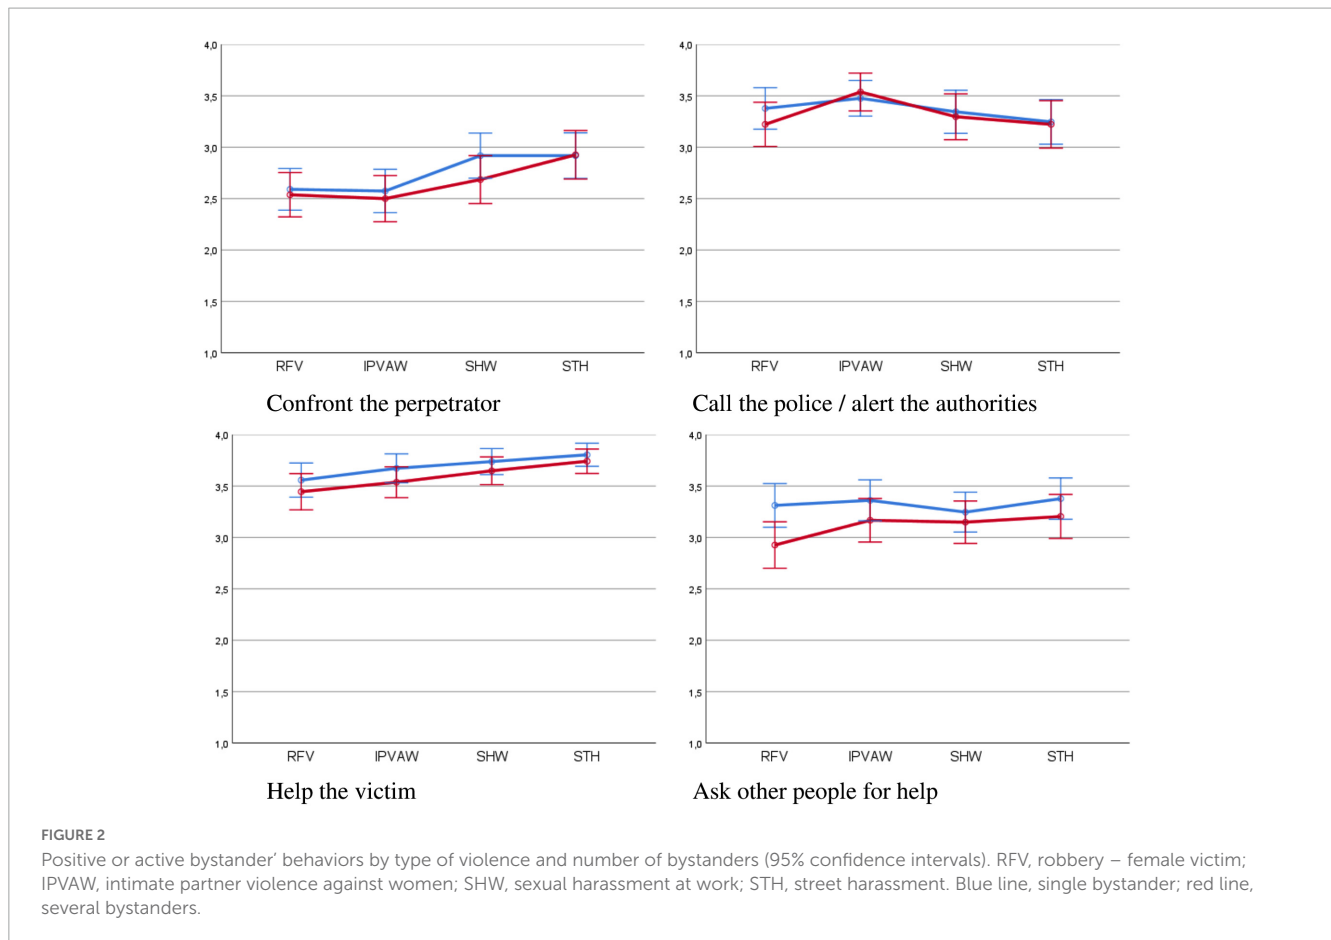 4,0
3,5
3,0
2,5
2,0
1,5
1,0
RFV IPVAW SHW STH
Confront the perpetrator
4,0
3,5
3,0
2,5
2,0
1,5
1,0
RFV IPVAW SHW STH
Call the police / alert the authorities
4,0
3,5
3,0
2,5
2,0
1,5
1,0
RFV IPVAW SHW STH
Help the victim
4,0
3,5
3,0
2,5
2,0
1,5
1,0
RFV IPVAW SHW STH
Ask other people for help
FIGURE 2
Positive or active bystander’ behaviors by type of violence and number of bystanders (95% confidence intervals). RFV, robbery – female victim;
IPVAW, intimate partner violence against women; SHW, sexual harassment at work; STH, street harassment. Blue line, single bystander; red line,
several bystanders.